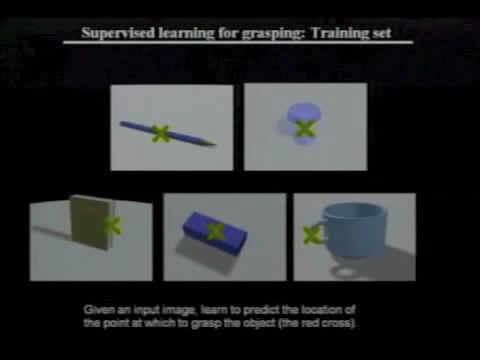 Supervised learning for grasping: Training set
Given an input image, learn to predict the location of
the point at which to grasp the object (the red cross).